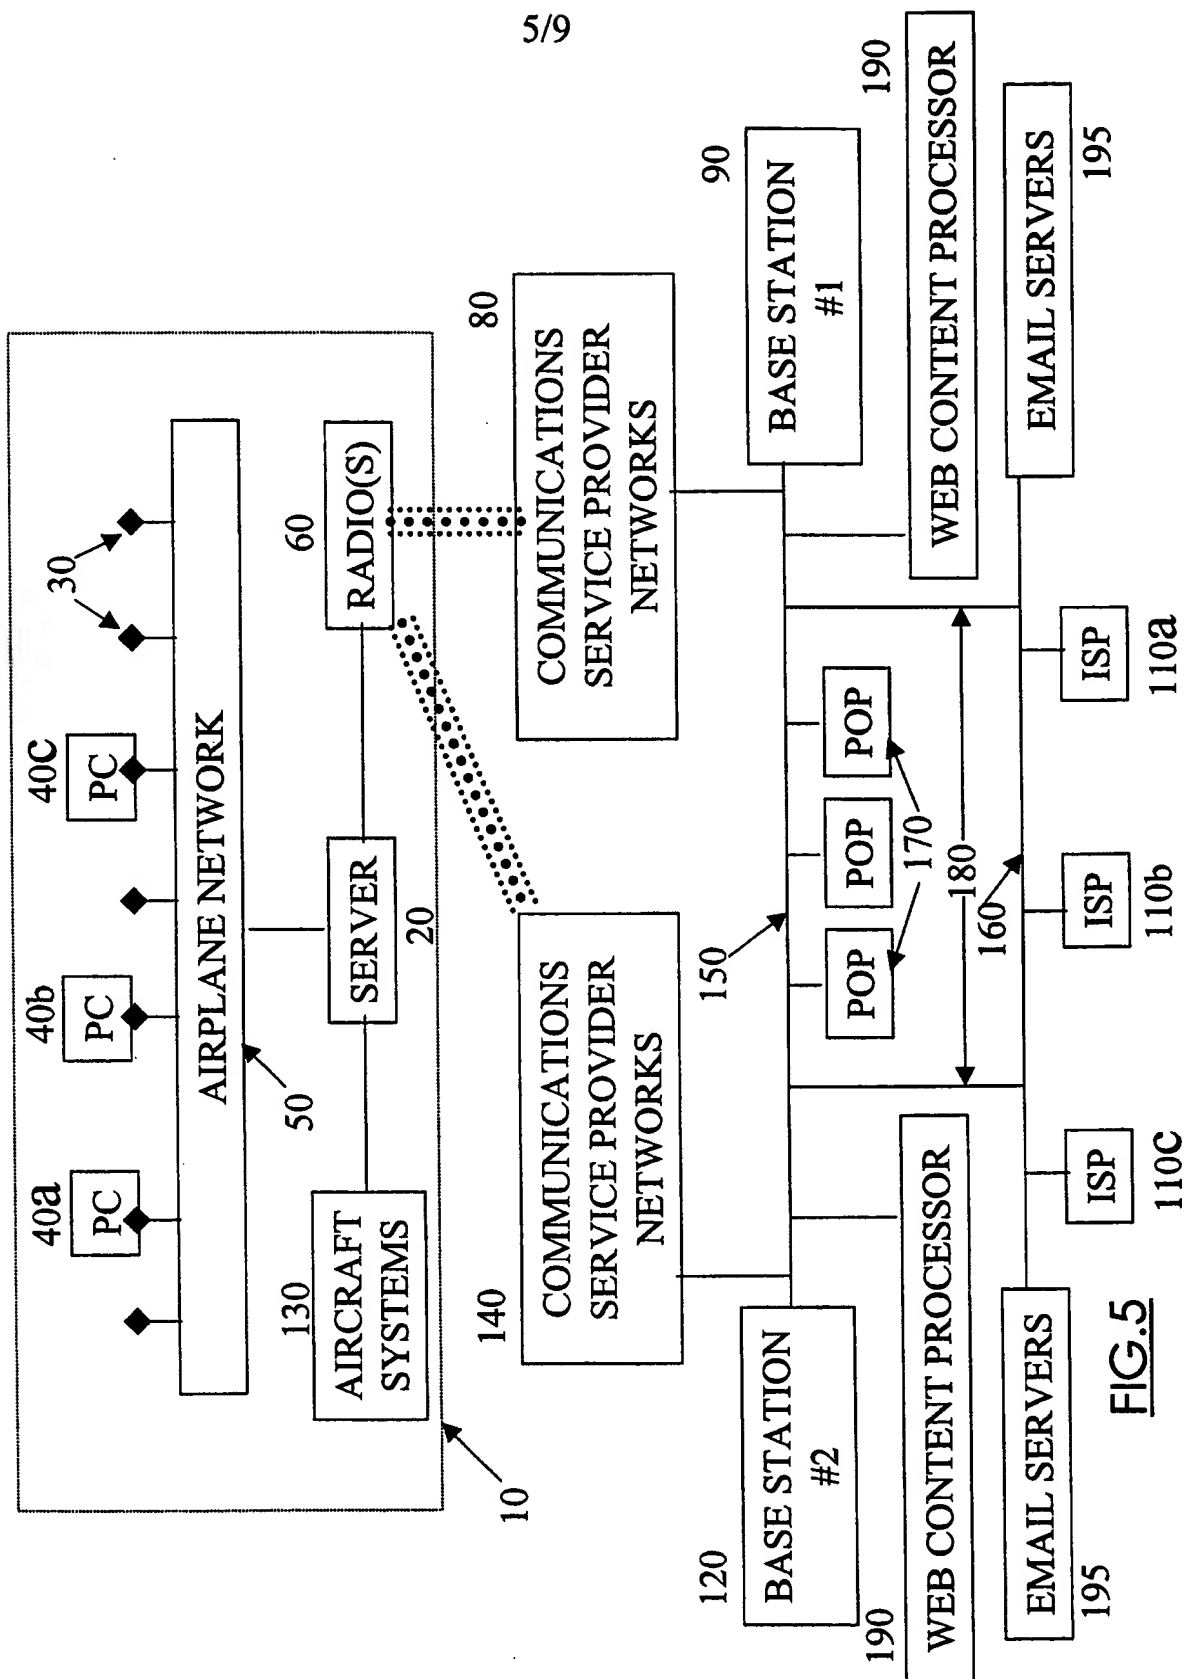 5/9
40a
40b
40c
30
PC
PC
PC
AIRPLANE NETWORK
50
130
AIRCRAFT
SYSTEMS
SERVER
20
60
RADIO(S)
10
140
COMMUNICATIONS
SERVICE PROVIDER
NETWORKS
80
COMMUNICATIONS
SERVICE PROVIDER
NETWORKS
120
BASE STATION
#2
150
90
BASE STATION
#1
POP
POP
POP
170
180
160
190
WEB CONTENT PROCESSOR
190
WEB CONTENT PROCESSOR
EMAIL SERVERS
195
EMAIL SERVERS
195
ISP
110c
ISP
110b
ISP
110a
FIG.5